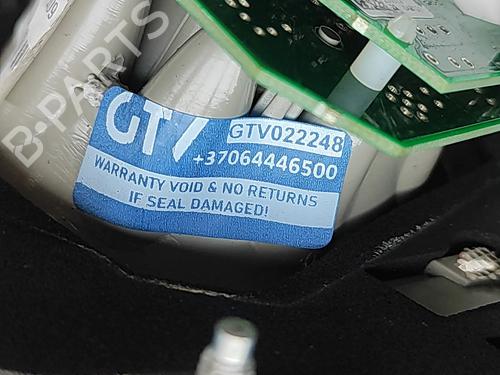 B-PARTS
GTV
GTV022248
+37064446500
WARRANTY VOID & NO RETURNS
IF SEAL DAMAGED!